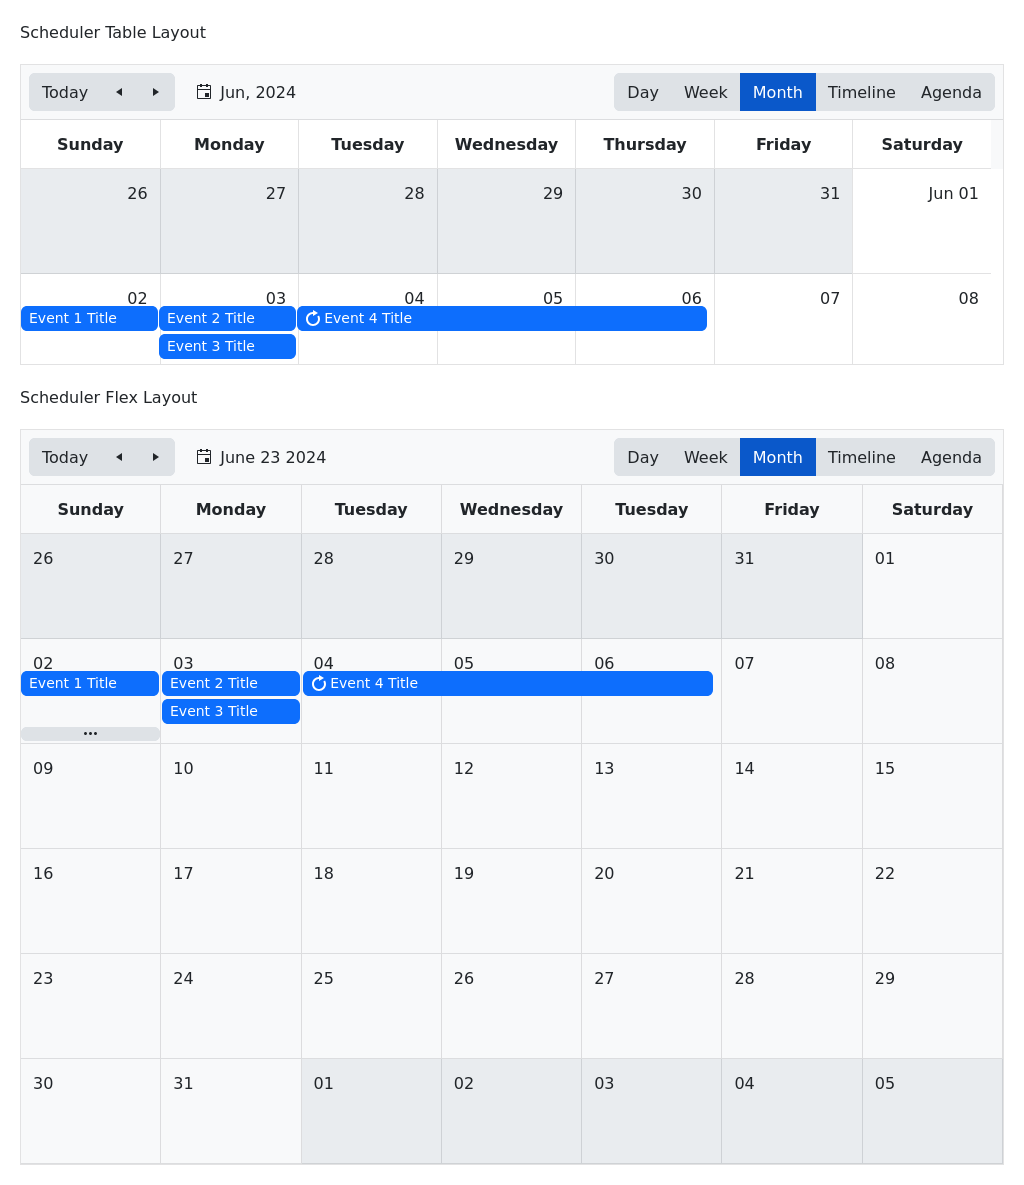 Scheduler Table Layout
Today Jun, 2024 Day Week Month Timeline Agenda
Sunday Monday Tuesday Wednesday Thursday Friday Saturday
26 27 28 29 30 31 Jun 01
02 03 04 05 06 07 08
Event 1 Title Event 2 Title Event 4 Title
Event 3 Title
Scheduler Flex Layout
Today June 23 2024 Day Week Month Timeline Agenda
Sunday Monday Tuesday Wednesday Tuesday Friday Saturday
26 27 28 29 30 31 01
02 03 04 05 06 07 08
Event 1 Title Event 2 Title Event 4 Title
Event 3 Title
09 10 11 12 13 14 15
16 17 18 19 20 21 22
23 24 25 26 27 28 29
30 31 01 02 03 04 05